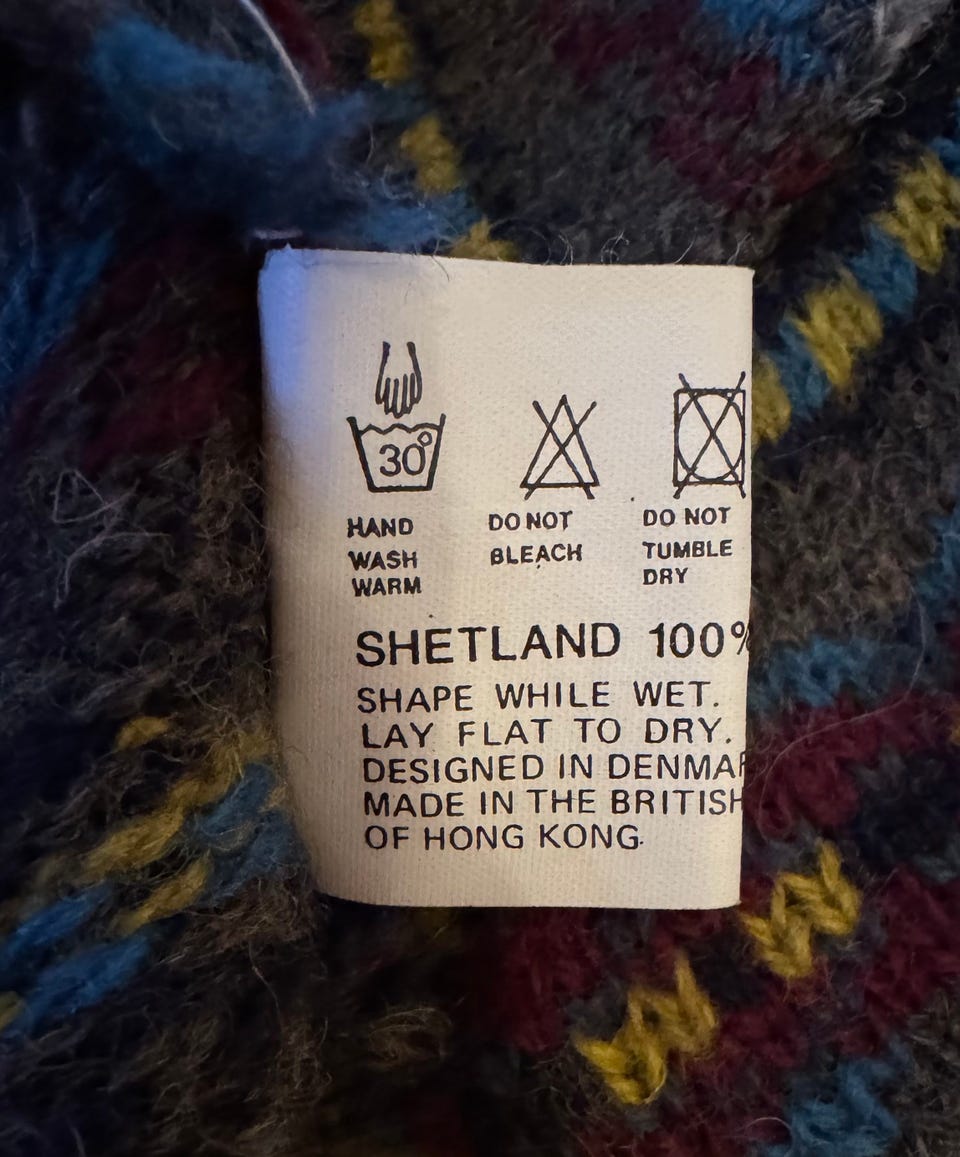 30°
HAND DO NOT DO NOT
WASH BLEACH TUMBLE
WARM DRY
SHETLAND 100%
SHAPE WHILE WET.
LAY FLAT TO DRY.
DESIGNED IN DENMAR
MADE IN THE BRITISH
OF HONG KONG.